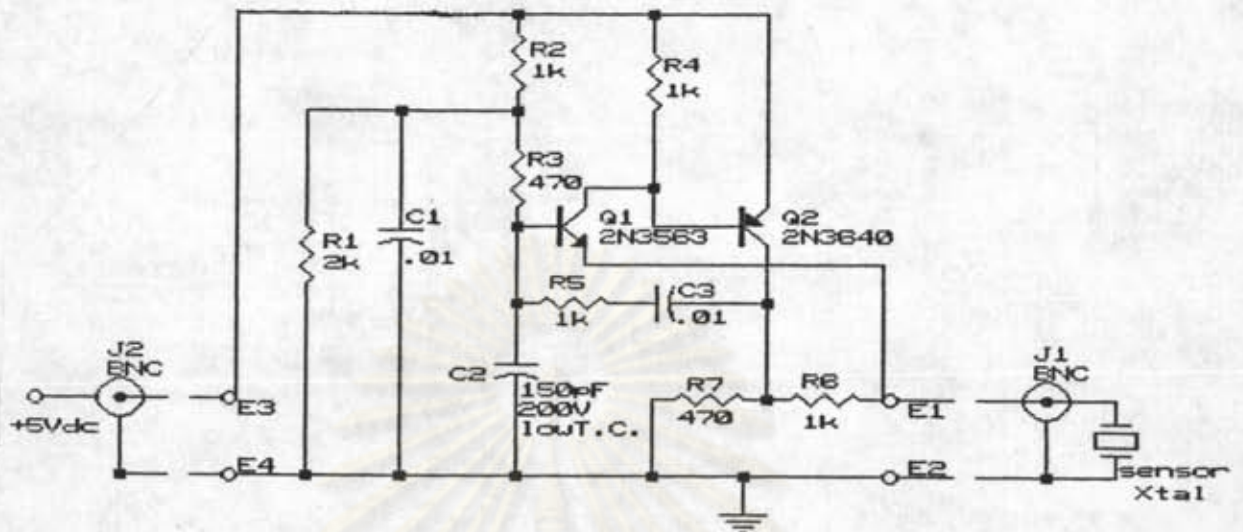 R2
1k
R4
1k
R3
470
Q1
2N3563
Q2
2N3640
C1
.01
R1
2k
R5
1k
C3
.01
J2
BNC
+5Vdc
E3
E4
C2
150pF
200V
lowT.C.
R7
470
R6
1k
E1
E2
J1
BNC
sensor
Xtal